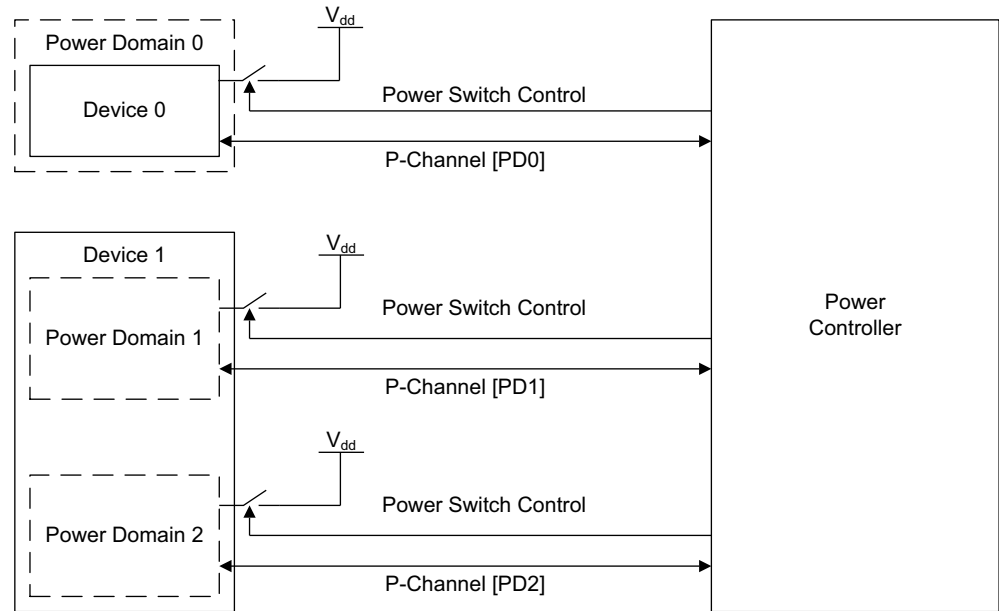 Vdd
Power Domain 0
Device 0
Power Switch Control
P-Channel [PD0]
Device 1
Vdd
Power Domain 1
Power Switch Control
P-Channel [PD1]
Vdd
Power Domain 2
Power Switch Control
P-Channel [PD2]
Power
Controller